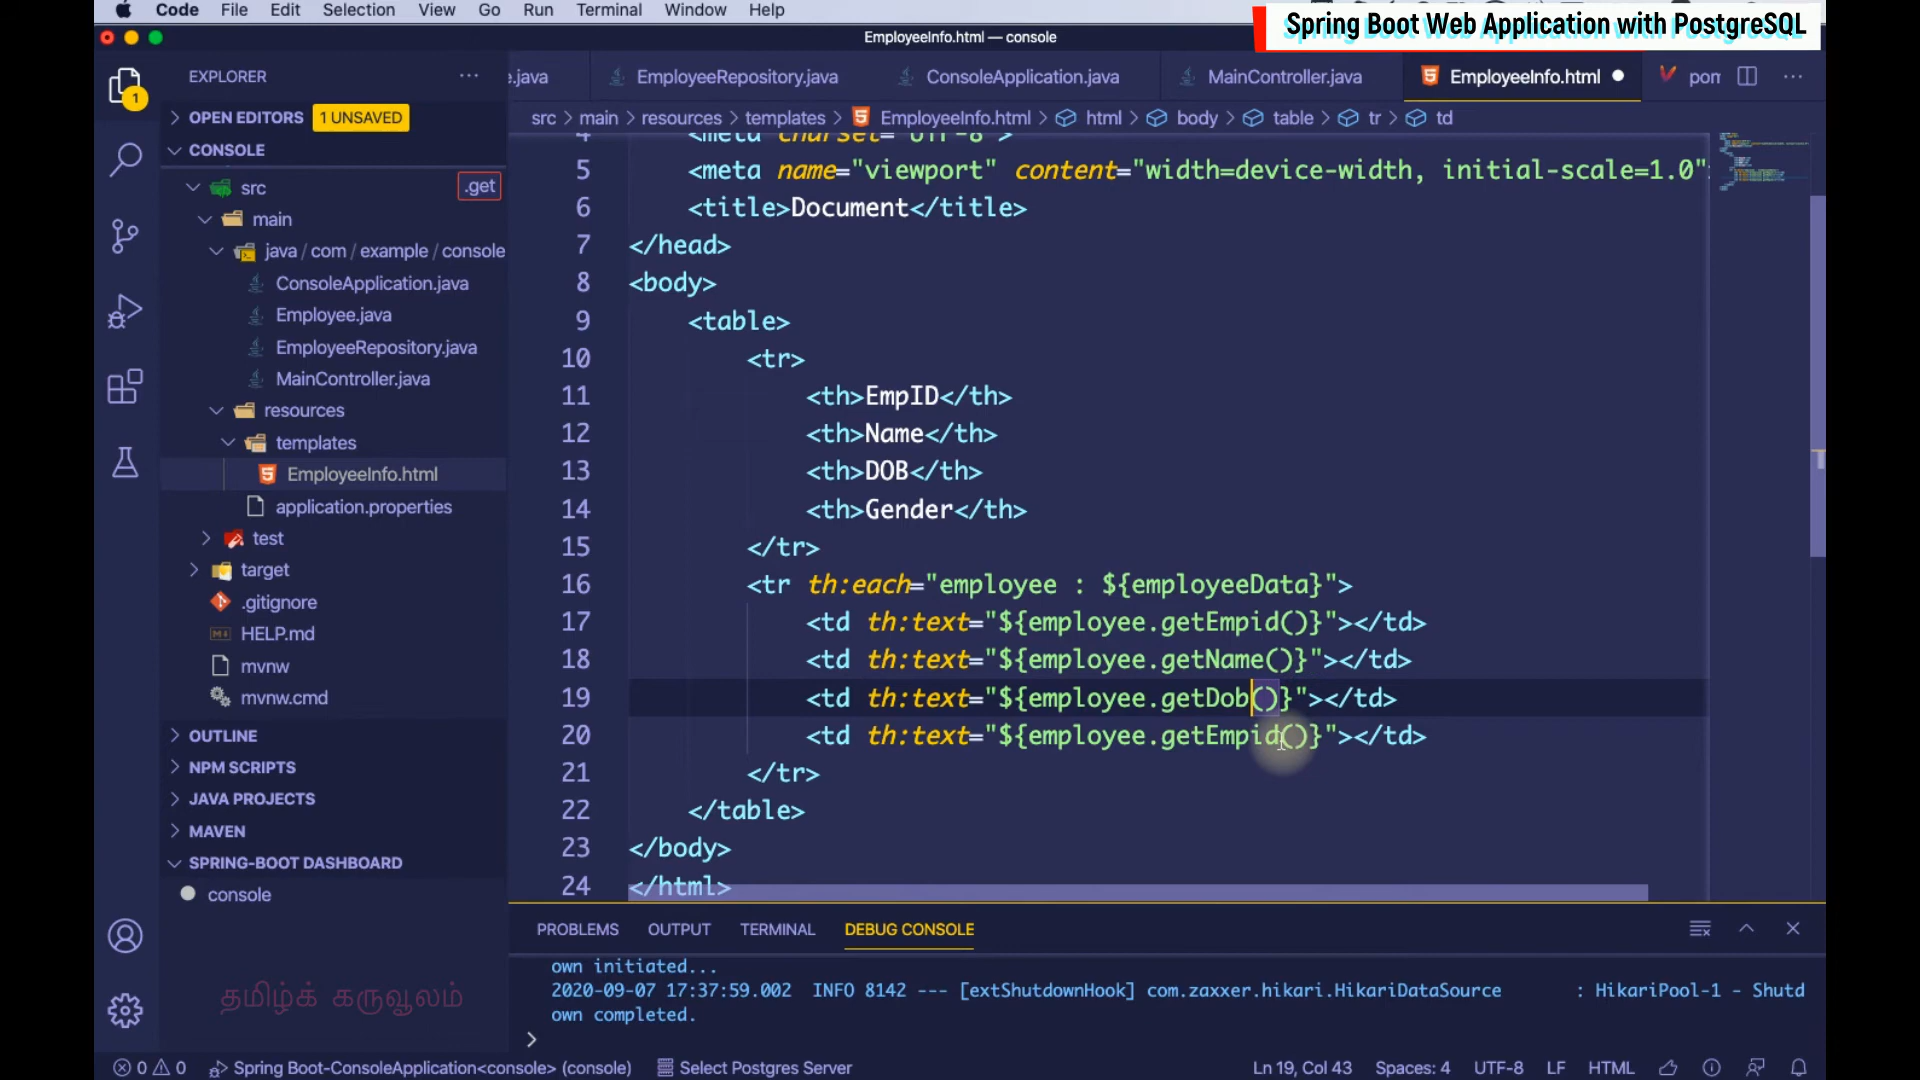 Code File Edit Selection View Go Run Terminal Window Help
Spring Boot Web Application with PostgreSQL
EmployeeInfo.html — console
EXPLORER
e.java EmployeeRepository.java ConsoleApplication.java MainController.java EmployeeInfo.html pom
OPEN EDITORS 1 UNSAVED
src > main > resources > templates > EmployeeInfo.html > html > body > table > tr > td
CONSOLE
src .get
main
java / com / example / console
ConsoleApplication.java
Employee.java
EmployeeRepository.java
MainController.java
resources
templates
EmployeeInfo.html
application.properties
test
target
.gitignore
HELP.md
mvnw
mvnw.cmd
OUTLINE
NPM SCRIPTS
JAVA PROJECTS
MAVEN
SPRING-BOOT DASHBOARD
console
தமிழ்க் கருவூலம்
1
4 <meta charset="UTF-8">
5 <meta name="viewport" content="width=device-width, initial-scale=1.0"
6 <title>Document</title>
7 </head>
8 <body>
9 <table>
10 <tr>
11 <th>EmpID</th>
12 <th>Name</th>
13 <th>DOB</th>
14 <th>Gender</th>
15 </tr>
16 <tr th:each="employee : ${employeeData}">
17 <td th:text="${employee.getEmpid()}"></td>
18 <td th:text="${employee.getName()}"></td>
19 <td th:text="${employee.getDob()}"></td>
20 <td th:text="${employee.getEmpid()}"></td>
21 </tr>
22 </table>
23 </body>
24 </html>
PROBLEMS OUTPUT TERMINAL DEBUG CONSOLE
own initiated...
2020-09-07 17:37:59.002 INFO 8142 --- [extShutdownHook] com.zaxxer.hikari.HikariDataSource : HikariPool-1 - Shutd
own completed.
>
0 0 Spring Boot-ConsoleApplication<console> (console) Select Postgres Server Ln 19, Col 43 Spaces: 4 UTF-8 LF HTML